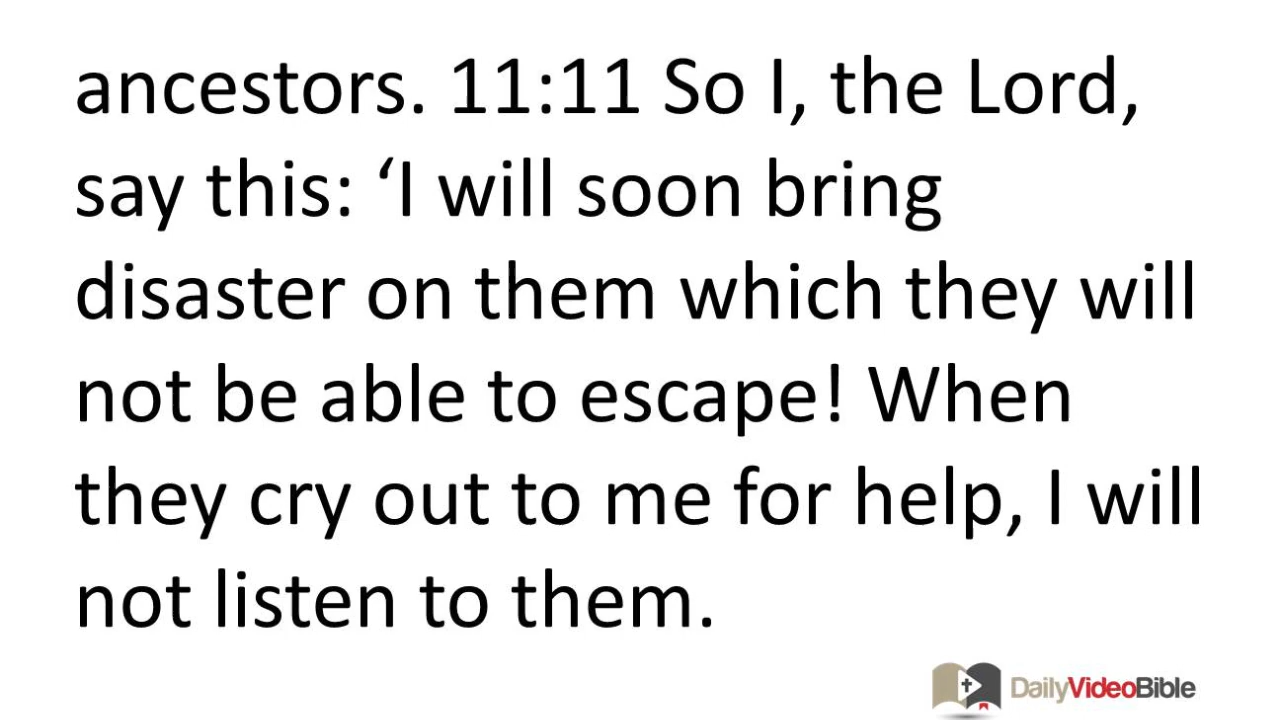 ancestors. 11:11 So I, the Lord,
say this: ‘I will soon bring
disaster on them which they will
not be able to escape! When
they cry out to me for help, I will
not listen to them.
DailyVideoBible